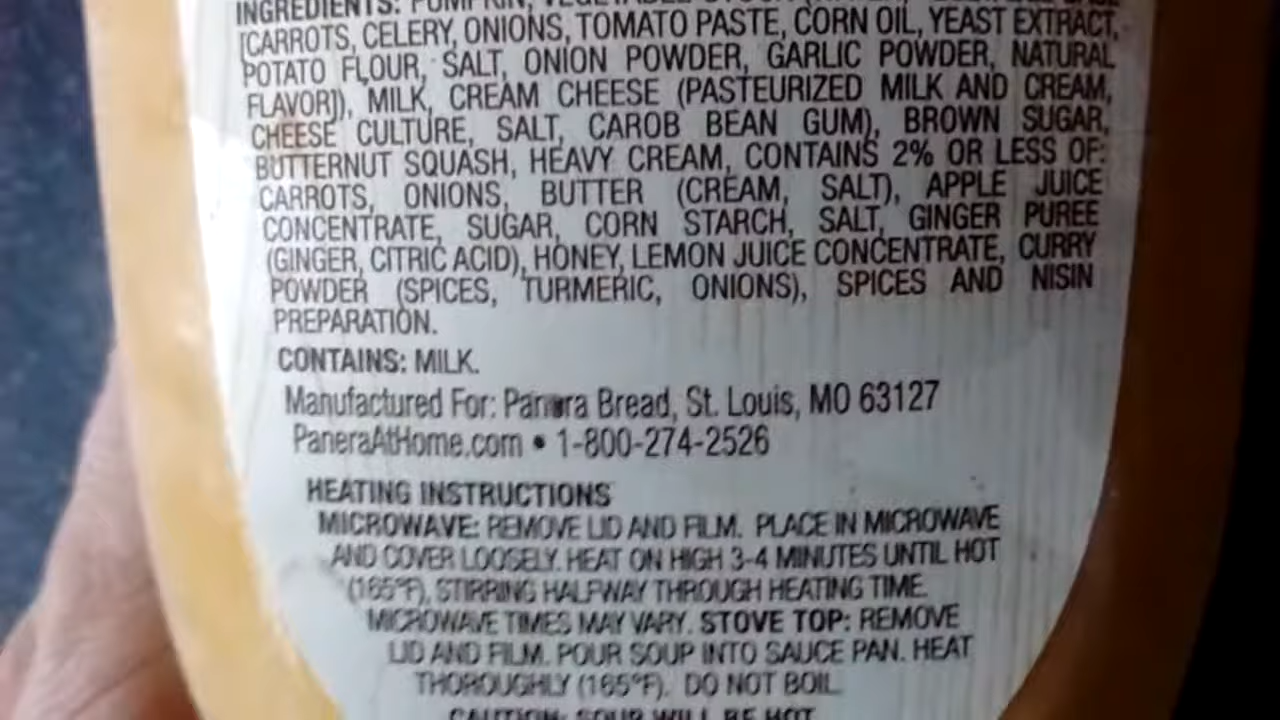 INGREDIENTS: PUMPKIN, VEGETABLE STOCK
[CARROTS, CELERY, ONIONS, TOMATO PASTE, CORN OIL, YEAST EXTRACT,
POTATO FLOUR, SALT, ONION POWDER, GARLIC POWDER, NATURAL
FLAVOR]), MILK, CREAM CHEESE (PASTEURIZED MILK AND CREAM,
CHEESE CULTURE, SALT, CAROB BEAN GUM), BROWN SUGAR,
BUTTERNUT SQUASH, HEAVY CREAM, CONTAINS 2% OR LESS OF:
CARROTS, ONIONS, BUTTER (CREAM, SALT), APPLE JUICE
CONCENTRATE, SUGAR, CORN STARCH, SALT, GINGER PUREE
(GINGER, CITRIC ACID), HONEY, LEMON JUICE CONCENTRATE, CURRY
POWDER (SPICES, TURMERIC, ONIONS), SPICES AND NISIN
PREPARATION.
CONTAINS: MILK.
Manufactured For: Panera Bread, St. Louis, MO 63127
PaneraAtHome.com • 1-800-274-2526
HEATING INSTRUCTIONS
MICROWAVE: REMOVE LID AND FILM. PLACE IN MICROWAVE
AND COVER LOOSELY. HEAT ON HIGH 3-4 MINUTES UNTIL HOT
(165°F), STIRRING HALFWAY THROUGH HEATING TIME.
MICROWAVE TIMES MAY VARY. STOVE TOP: REMOVE
LID AND FILM. POUR SOUP INTO SAUCE PAN. HEAT
THOROUGHLY (165°F). DO NOT BOIL.
CAUTION: SOUP WILL BE HOT